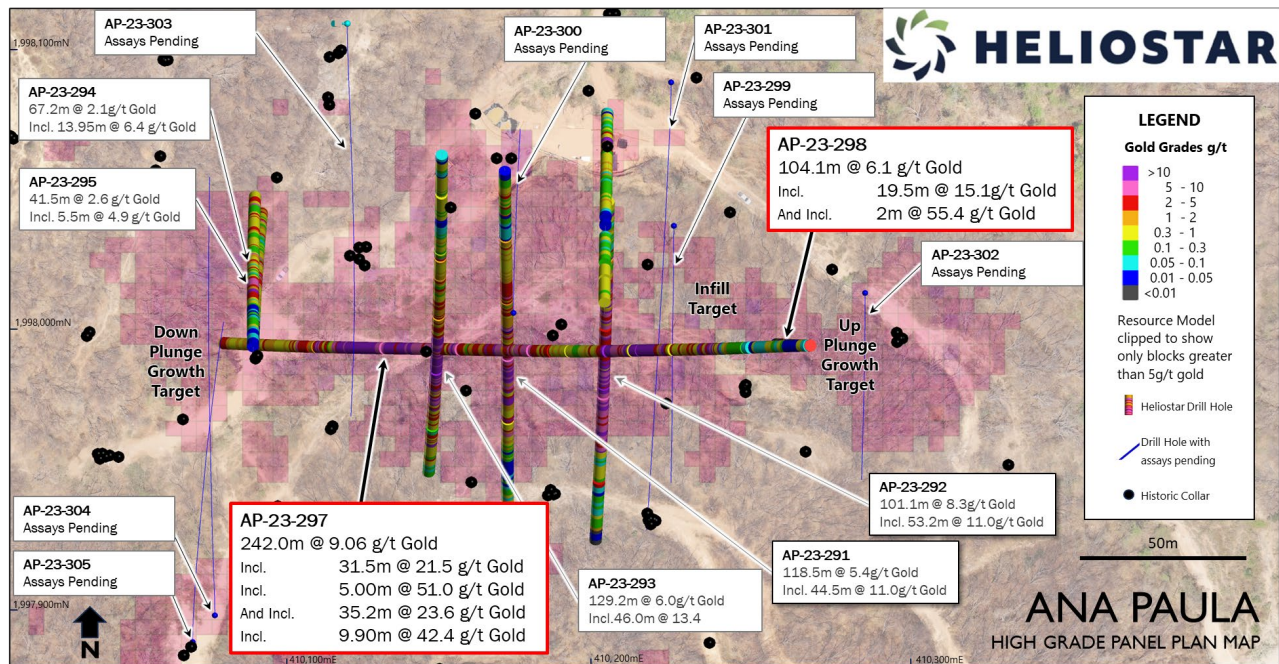 AP-23-303
Assays Pending
AP-23-300
Assays Pending
AP-23-301
Assays Pending
HELIOSTAR
1,998,100mN
AP-23-294
67.2m @ 2.1g/t Gold
Incl. 13.95m @ 6.4 g/t Gold
AP-23-299
Assays Pending
AP-23-298
104.1m @ 6.1 g/t Gold
Incl. 19.5m @ 15.1g/t Gold
And Incl. 2m @ 55.4 g/t Gold
AP-23-295
41.5m @ 2.6 g/t Gold
Incl. 5.5m @ 4.9 g/t Gold
AP-23-302
Assays Pending
LEGEND
Gold Grades g/t
>10
5 - 10
2 - 5
1 - 2
0.3 - 1
0.1 - 0.3
0.05 - 0.1
0.01 - 0.05
<0.01
Resource Model
clipped to show
only blocks greater
than 5g/t gold
Heliostar Drill Hole
Drill Hole with
assays pending
Historic Collar
Infill
Target
1,998,000mN
Down
Plunge
Growth
Target
Up
Plunge
Growth
Target
AP-23-304
Assays Pending
AP-23-305
Assays Pending
AP-23-297
242.0m @ 9.06 g/t Gold
Incl. 31.5m @ 21.5 g/t Gold
Incl. 5.00m @ 51.0 g/t Gold
And Incl. 35.2m @ 23.6 g/t Gold
Incl. 9.90m @ 42.4 g/t Gold
AP-23-293
129.2m @ 6.0g/t Gold
Incl.46.0m @ 13.4
AP-23-291
118.5m @ 5.4g/t Gold
Incl. 44.5m @ 11.0g/t Gold
AP-23-292
101.1m @ 8.3g/t Gold
Incl. 53.2m @ 11.0g/t Gold
50m
1,997,900mN
N
410,100mE
410,200mE
410,300mE
ANA PAULA
HIGH GRADE PANEL PLAN MAP